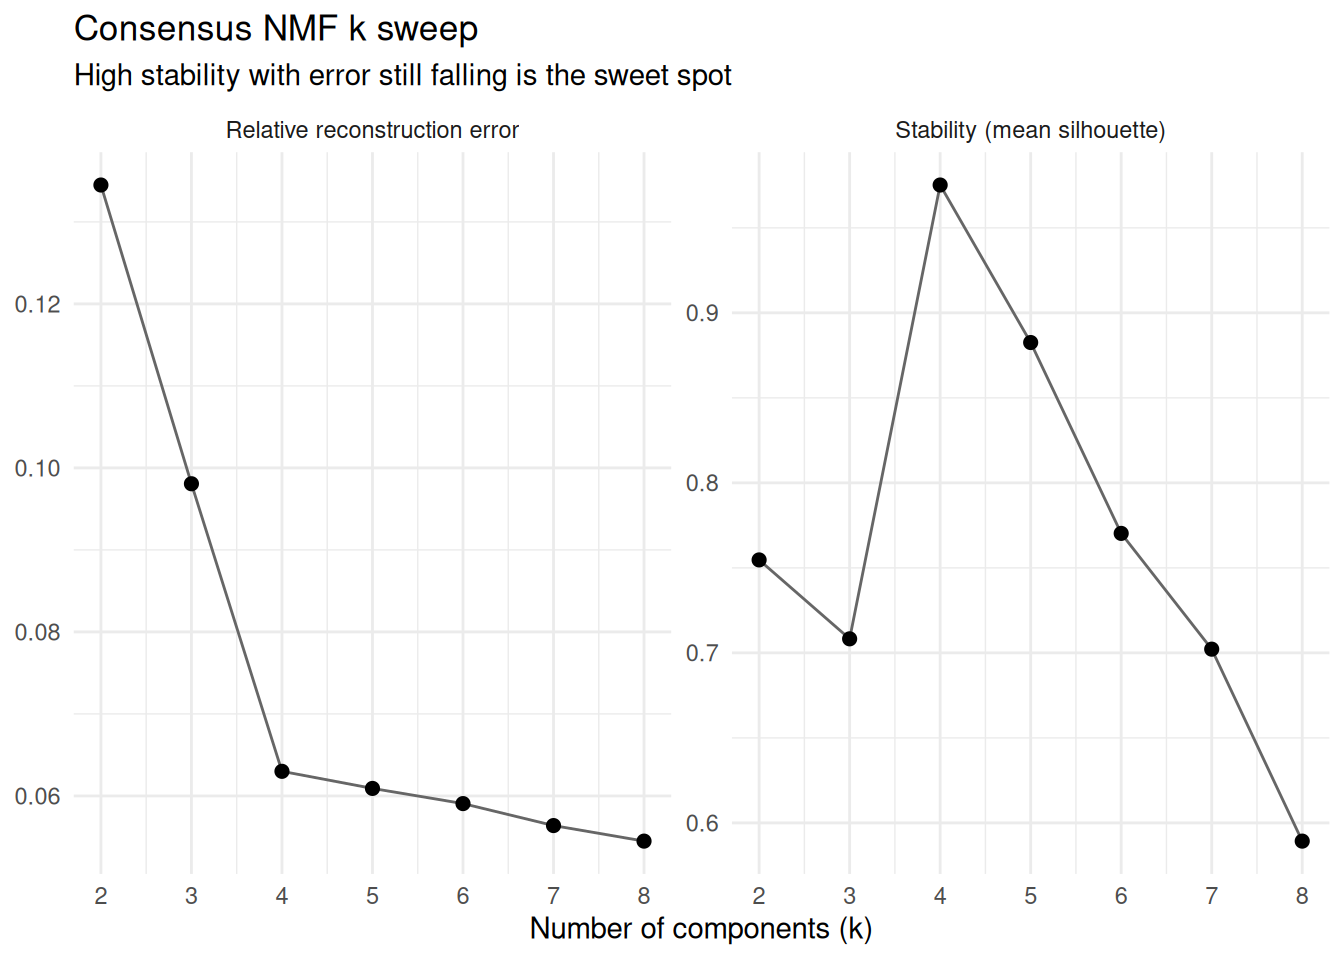 Consensus NMF k sweep
High stability with error still falling is the sweet spot
Relative reconstruction error
Stability (mean silhouette)
0.12
0.10
0.08
0.06
0.9
0.8
0.7
0.6
2 3 4 5 6 7 8
2 3 4 5 6 7 8
Number of components (k)